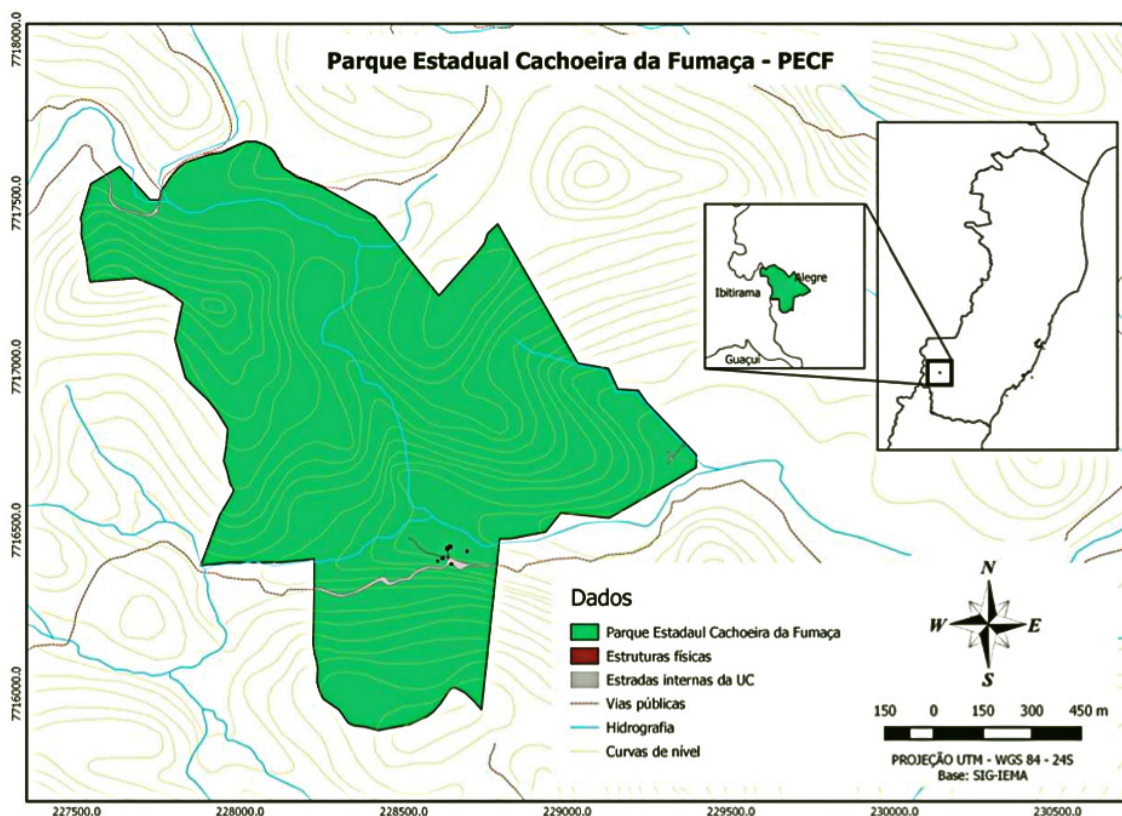 Parque Estadual Cachoeira da Fumaça - PECF
7718000.0
7717500.0
7717000.0
7716500.0
7716000.0
Alegre
Ibitirama
Guaçuí
Dados
Parque Estadaul Cachoeira da Fumaça
Estruturas físicas
Estradas internas da UC
Vias públicas
Hidrografia
Curvas de nível
N
W E
S
150 0 150 300 450 m
PROJEÇÃO UTM - WGS 84 - 24S
Base: SIG-IEMA
227500.0 228000.0 228500.0 229000.0 229500.0 230000.0 230500.0